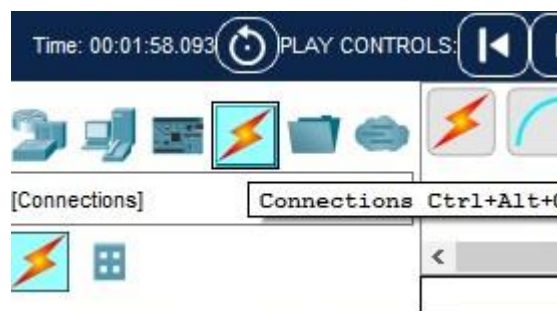 Time: 00:01:58.093 PLAY CONTROLS:
[Connections]
Connections Ctrl+Alt+